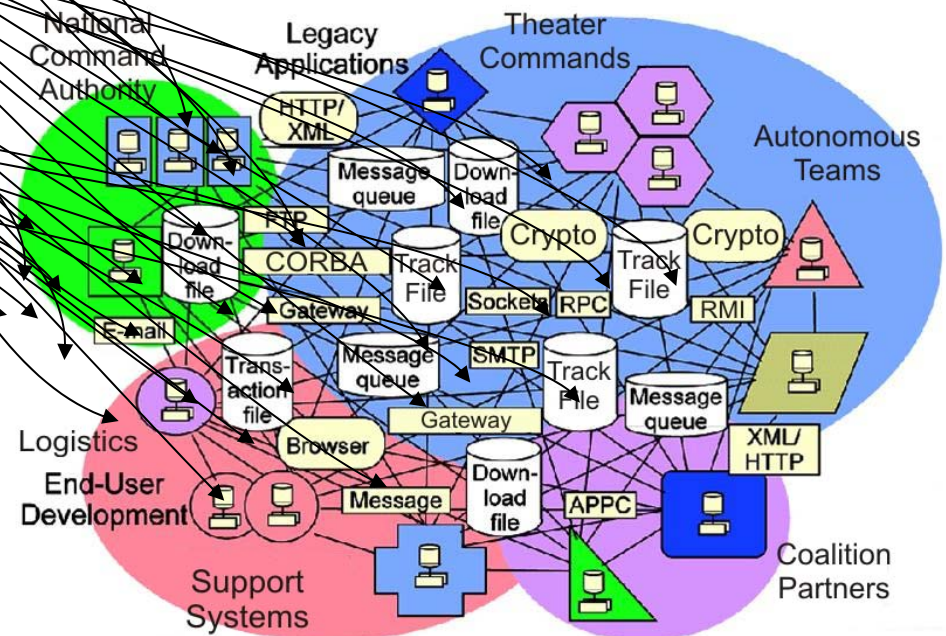 National
Command
Authority
Legacy
Applications
Theater
Commands
HTTP/
XML
Autonomous
Teams
Message
queue
Down-
load
file
FTP
Down-
load
file
Crypto
Crypto
CORBA
Track
File
Track
File
Gateway
Sockets
RPC
RMI
E-mail
Trans-
action
file
Message
queue
SMTP
Track
File
Message
queue
Gateway
Logistics
Browser
XML/
HTTP
End-User
Development
Message
Down-
load
file
APPC
Support
Systems
Coalition
Partners